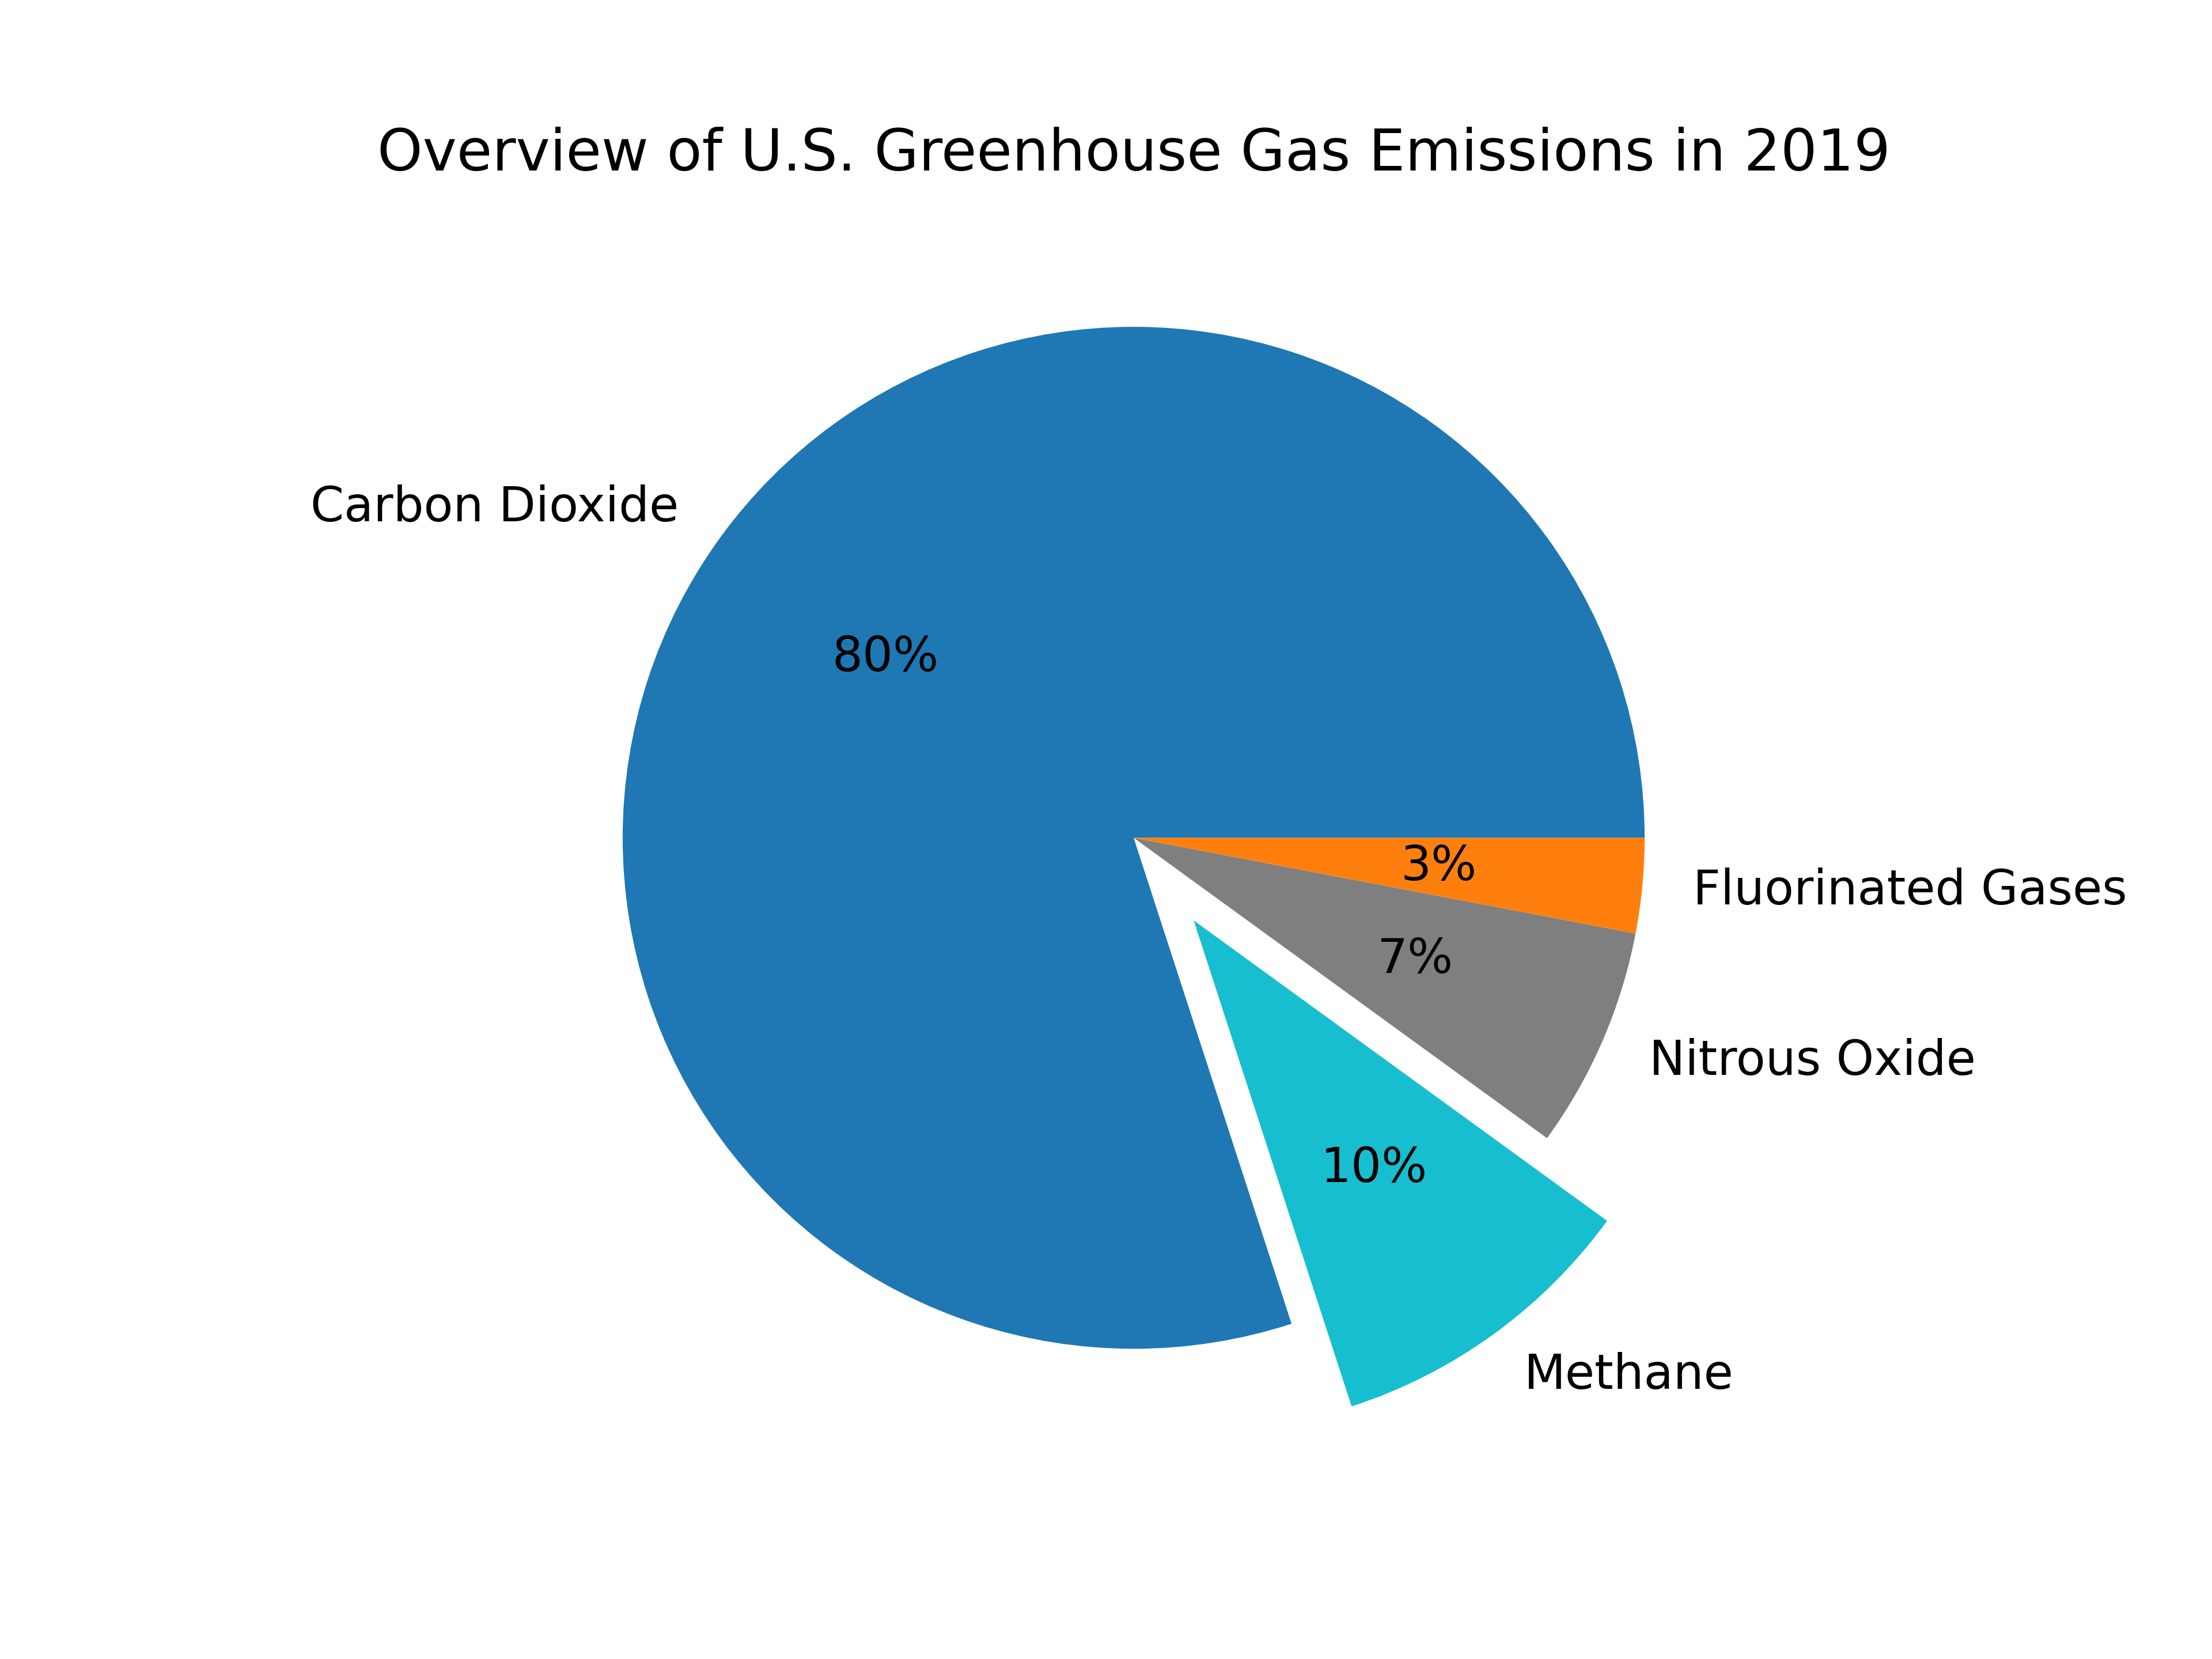 Overview of U.S. Greenhouse Gas Emissions in 2019
Carbon Dioxide
80%
3%
Fluorinated Gases
7%
Nitrous Oxide
10%
Methane